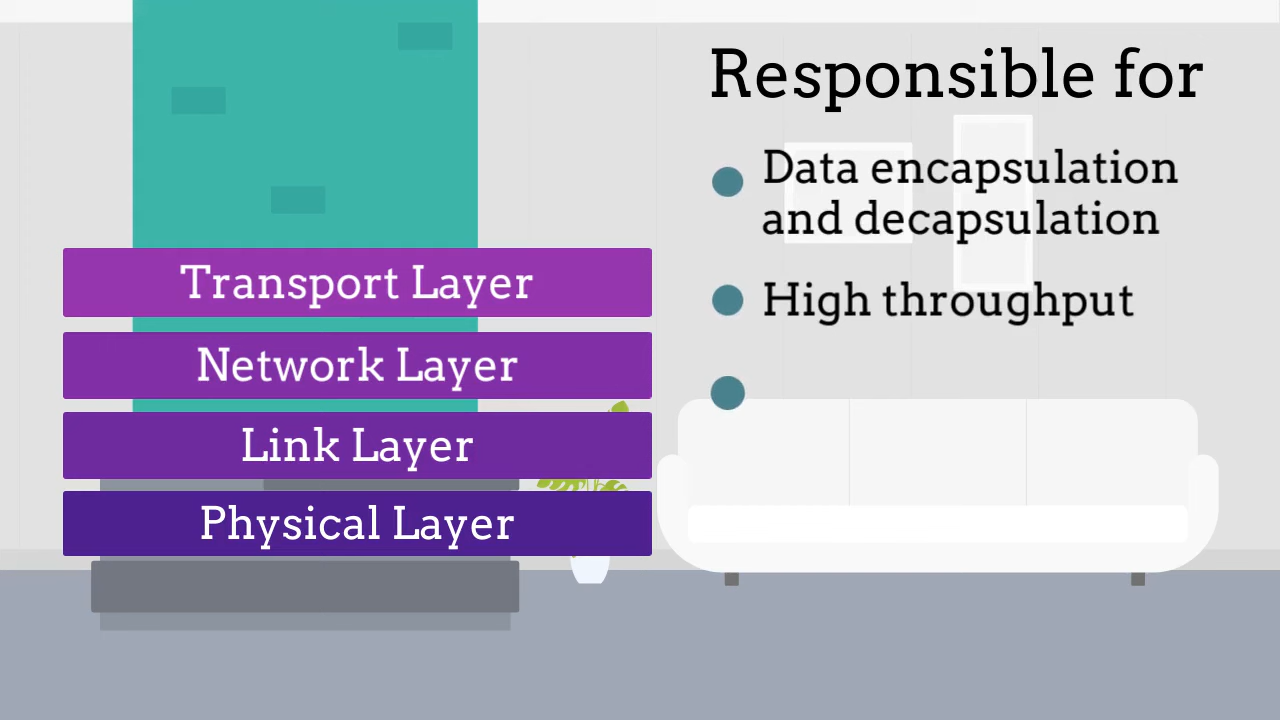 Responsible for
Data encapsulation
and decapsulation
High throughput
Transport Layer
Network Layer
Link Layer
Physical Layer